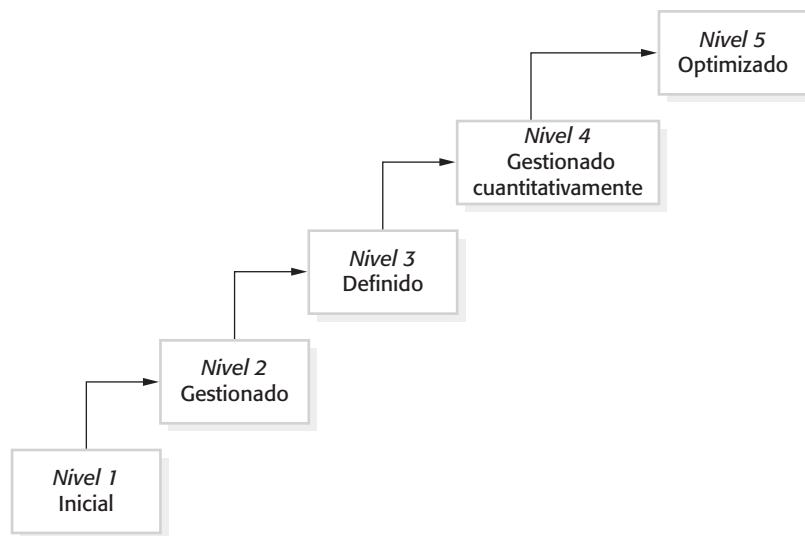 Nivel 5
Optimizado
Nivel 4
Gestionado
cuantitativamente
Nivel 3
Definido
Nivel 2
Gestionado
Nivel 1
Inicial